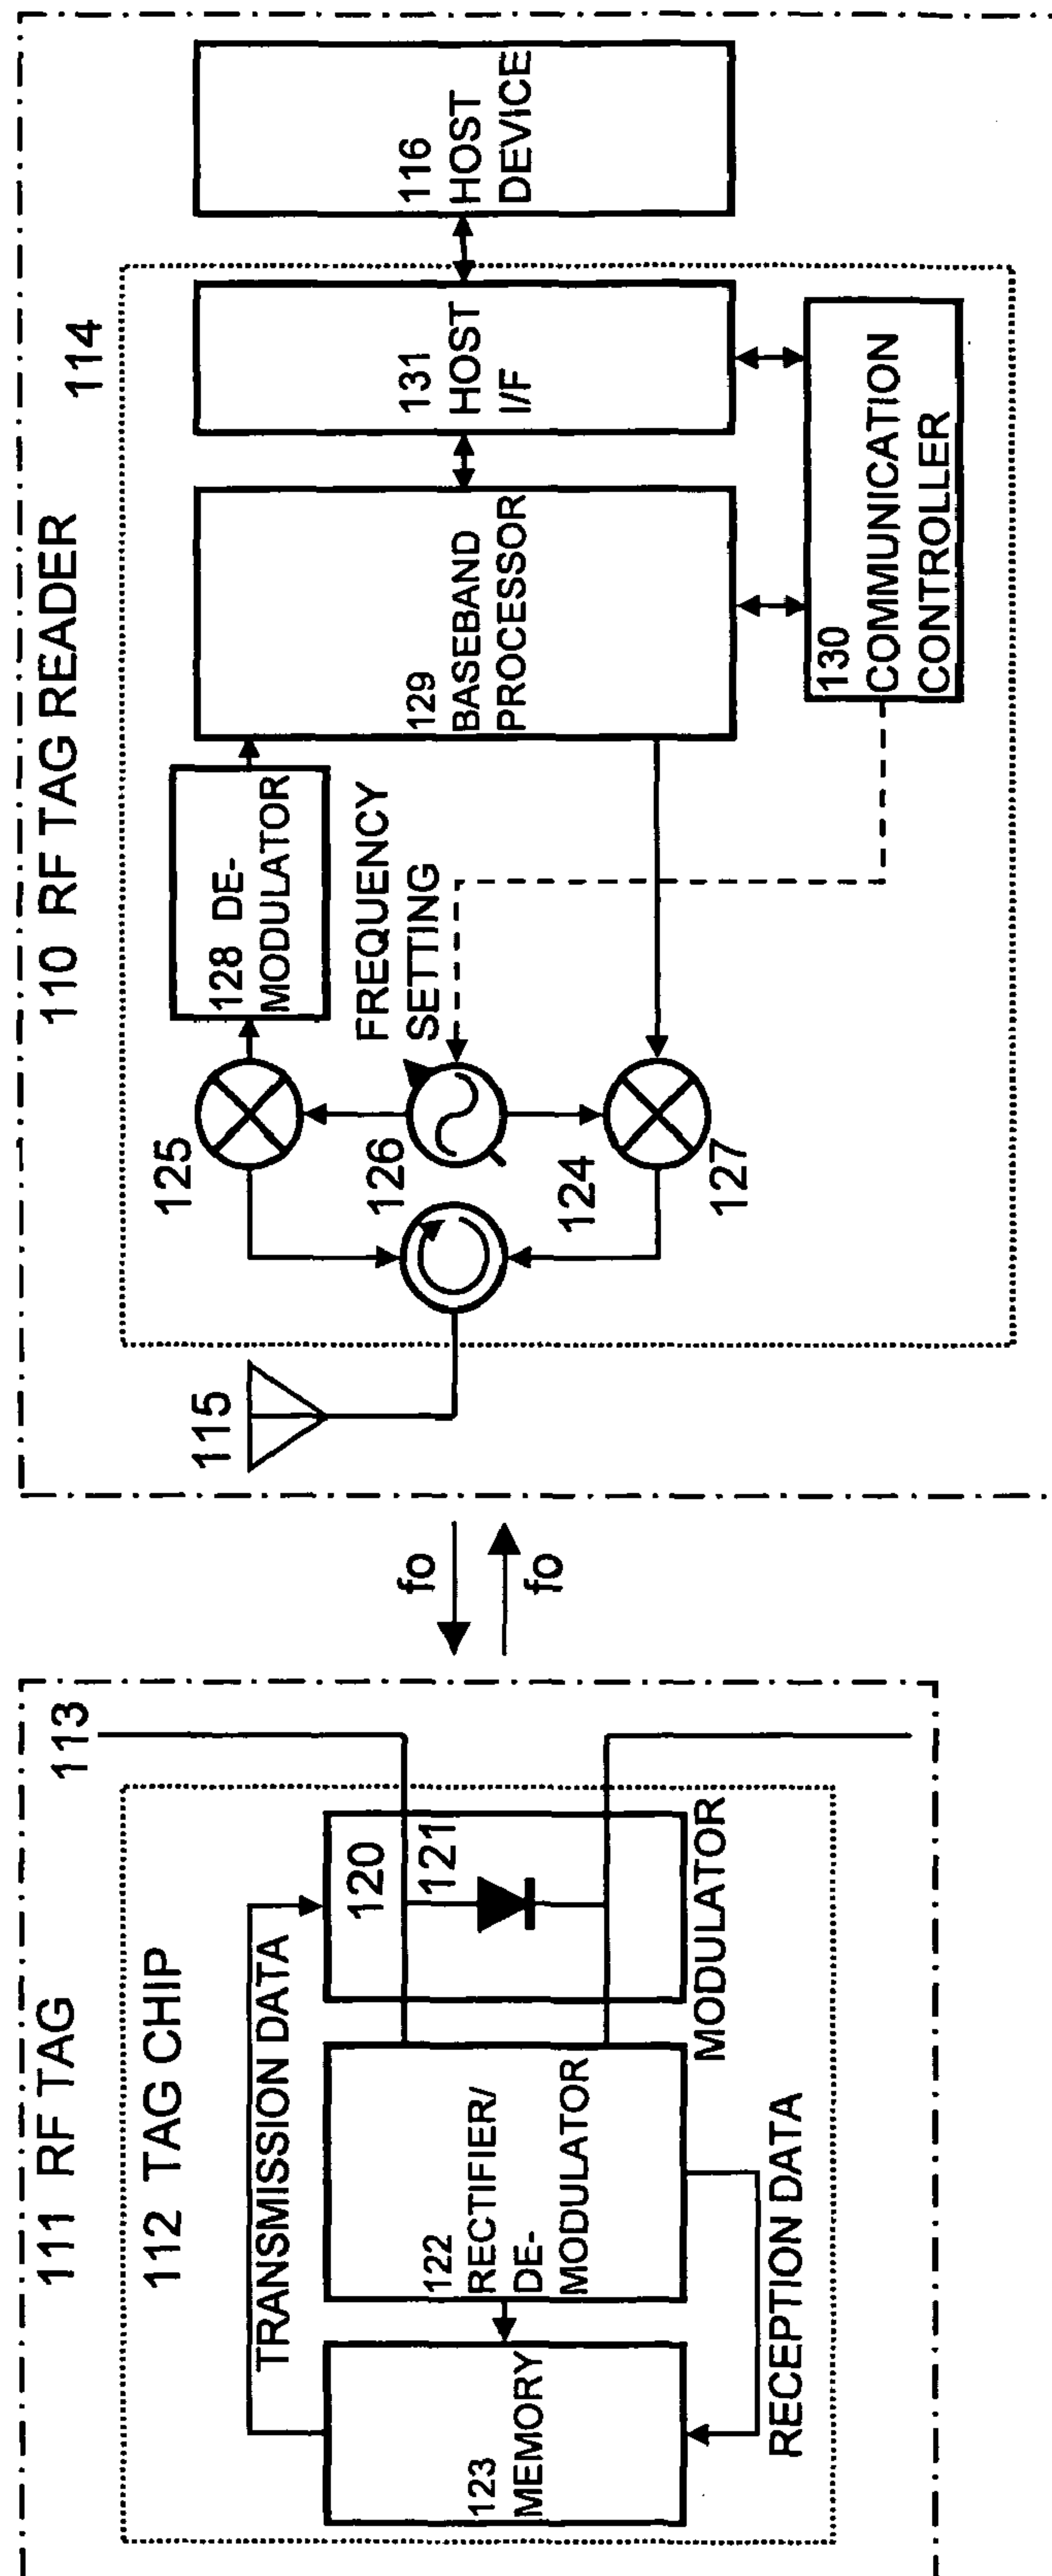 111 RF TAG
113
112 TAG CHIP
TRANSMISSION DATA
123
MEMORY
122
RECTIFIER/
DE-
MODULATOR
120
121
MODULATOR
RECEPTION DATA
fo
fo
110 RF TAG READER
114
115
125
126
124
127
128 DE-
MODULATOR
FREQUENCY
SETTING
129
BASEBAND
PROCESSOR
131
HOST
I/F
116
HOST
DEVICE
130
COMMUNICATION
CONTROLLER